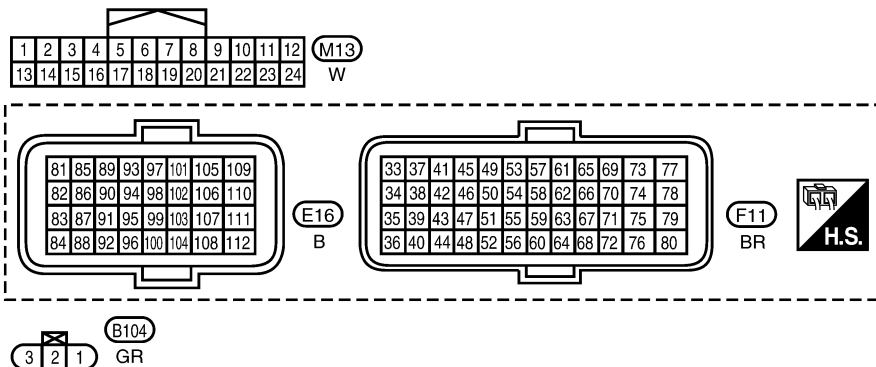 1 2 3 4 5 6 7 8 9 10 11 12
13 14 15 16 17 18 19 20 21 22 23 24
M13
W
81 85 89 93 97 101 105 109
82 86 90 94 98 102 106 110
83 87 91 95 99 103 107 111
84 88 92 96 100 104 108 112
E16
B
33 37 41 45 49 53 57 61 65 69 73 77
34 38 42 46 50 54 58 62 66 70 74 78
35 39 43 47 51 55 59 63 67 71 75 79
36 40 44 48 52 56 60 64 68 72 76 80
F11
BR
H.S.
3 2 1
B104
GR